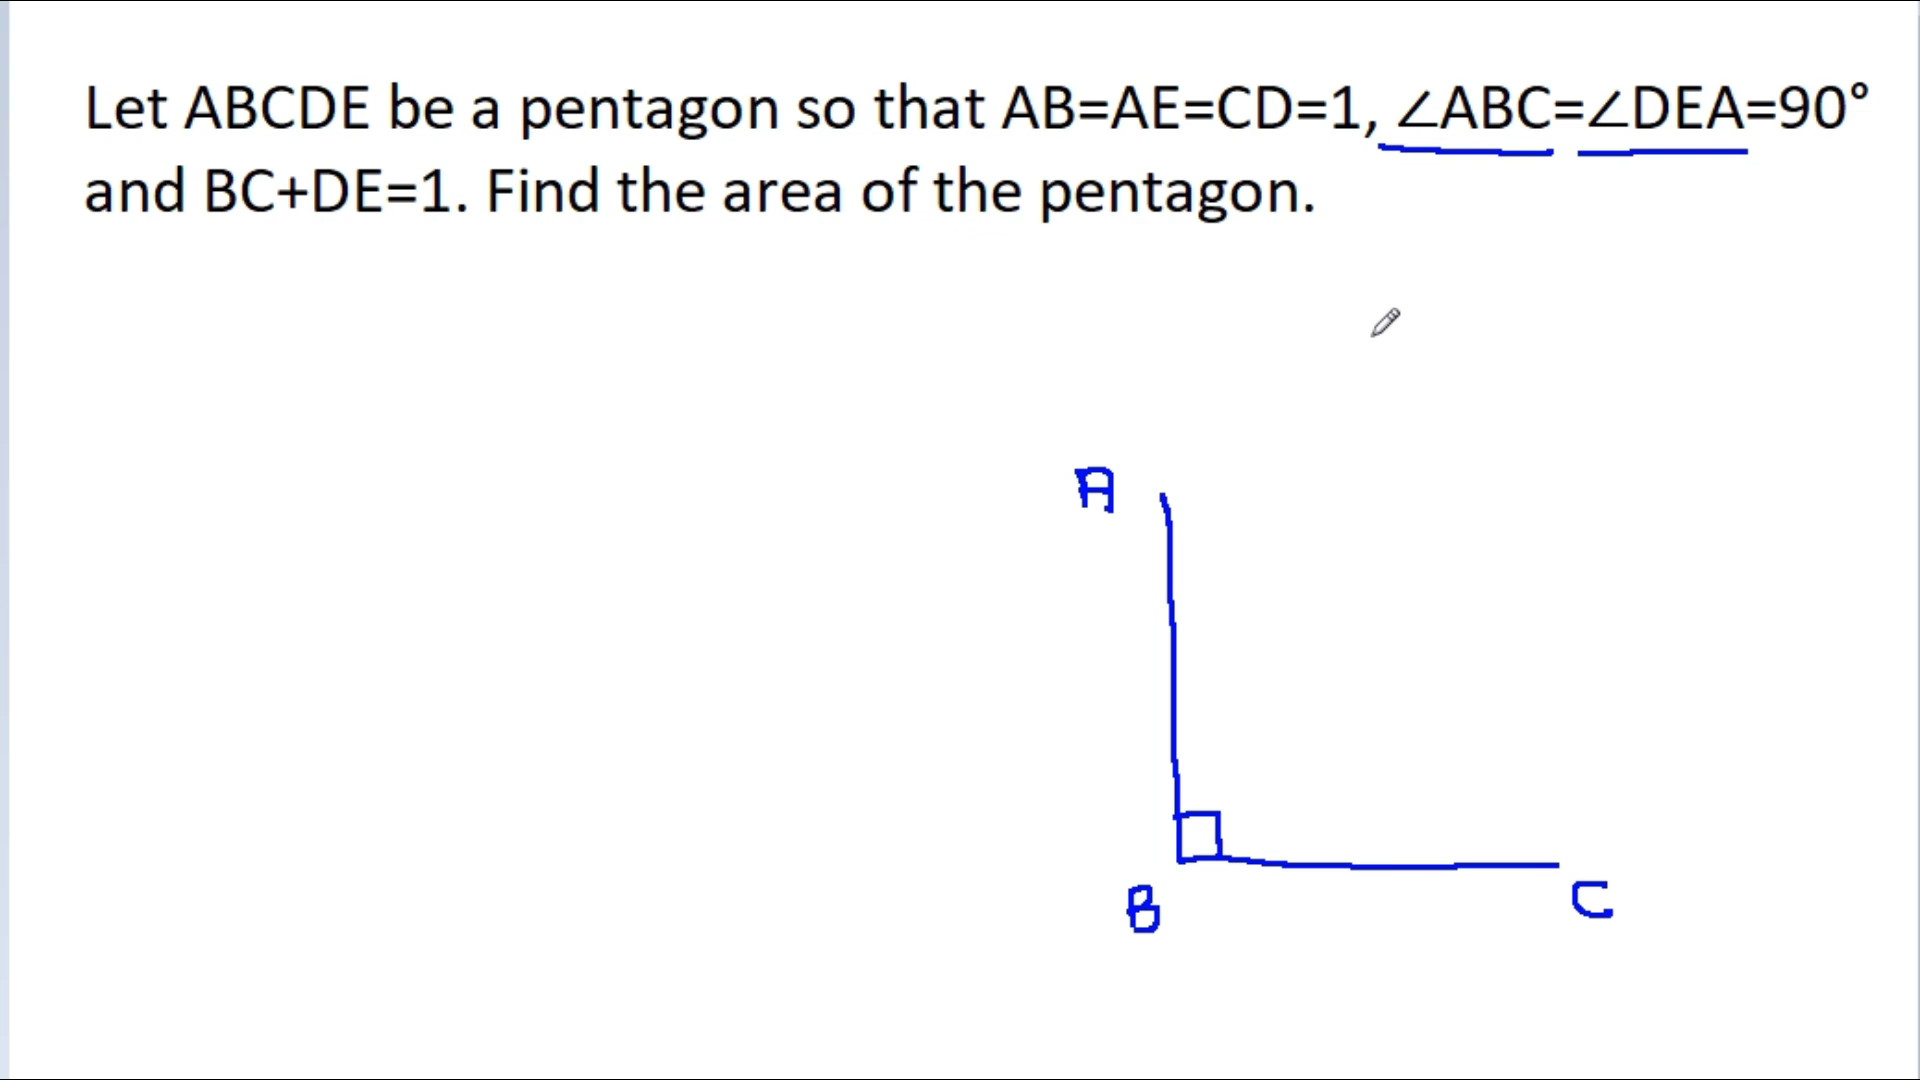 Let ABCDE be a pentagon so that AB=AE=CD=1, ∠ABC=∠DEA=90°
and BC+DE=1. Find the area of the pentagon.
A
B
C